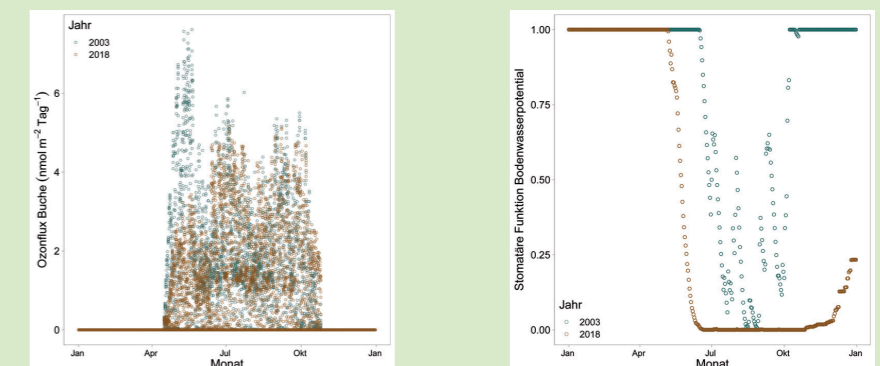 Jahr
2003
2018
Ozonflux Buche (nmol m⁻² Tag⁻¹)
6
4
2
0
Jan Apr Jul Okt Jan
Monat
Stomatäre Funktion Bodenwasserpotential
1.00
0.75
0.50
0.25
0.00
Jahr
2003
2018
Jan Apr Jul Okt Jan
Monat